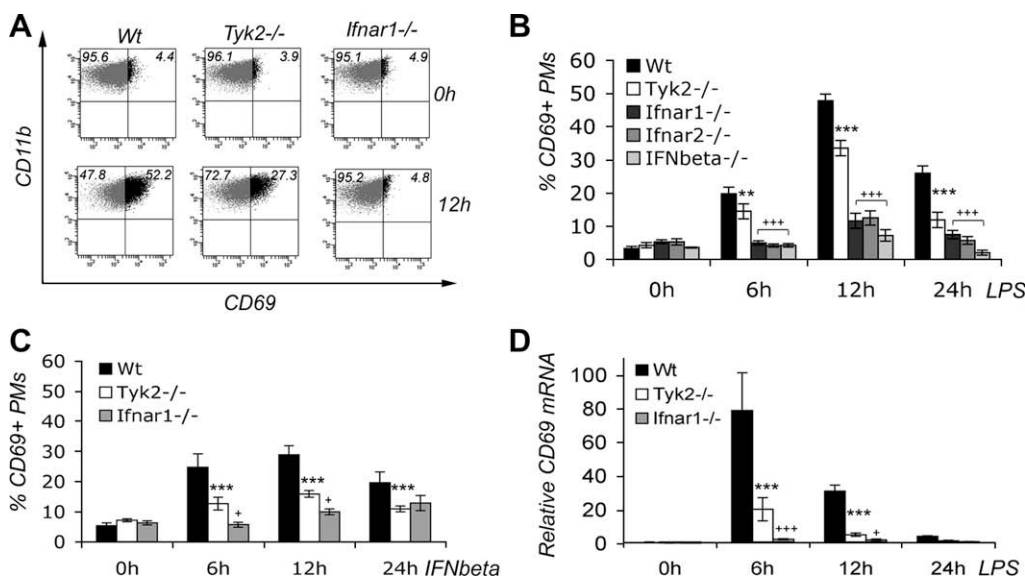 A
Wt
Tyk2-/-
Ifnar1-/-
95.6 4.4
96.1 3.9
95.1 4.9
0h
47.8 52.2
72.7 27.3
95.2 4.8
12h
CD11b
CD69
B
% CD69+ PMs
60
50
40
30
20
10
0
Wt
Tyk2-/-
Ifnar1-/-
Ifnar2-/-
IFNbeta-/-
** +++
*** +++
*** +++
0h 6h 12h 24h LPS
C
% CD69+ PMs
60
50
40
30
20
10
0
Wt
Tyk2-/-
Ifnar1-/-
*** +
*** +
***
0h 6h 12h 24h IFNbeta
D
Relative CD69 mRNA
100
80
60
40
20
0
Wt
Tyk2-/-
Ifnar1-/-
*** +++
*** +
0h 6h 12h 24h LPS